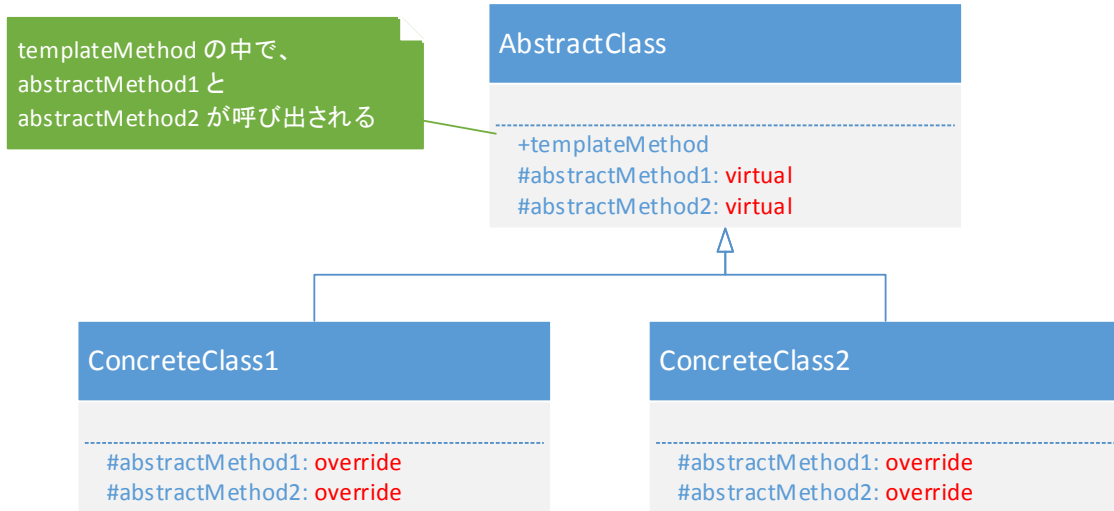 templateMethod の中で、
abstractMethod1 と
abstractMethod2 が呼び出される
AbstractClass
+templateMethod
#abstractMethod1: virtual
#abstractMethod2: virtual
ConcreteClass1
#abstractMethod1: override
#abstractMethod2: override
ConcreteClass2
#abstractMethod1: override
#abstractMethod2: override